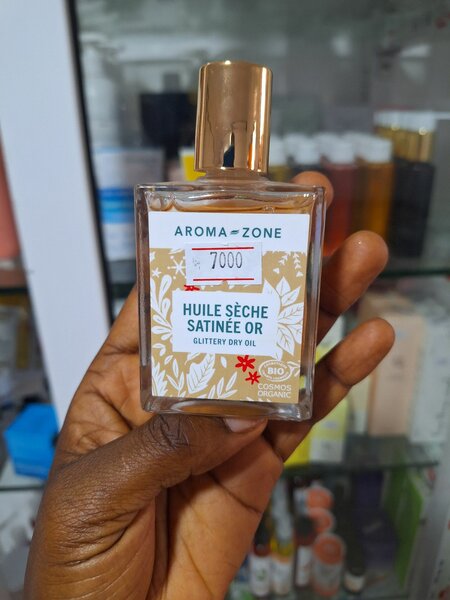 AROMA-ZONE
7000
HUILE SÈCHE
SATINÉE OR
GLITTERY DRY OIL
BIO
COSMOS
ORGANIC